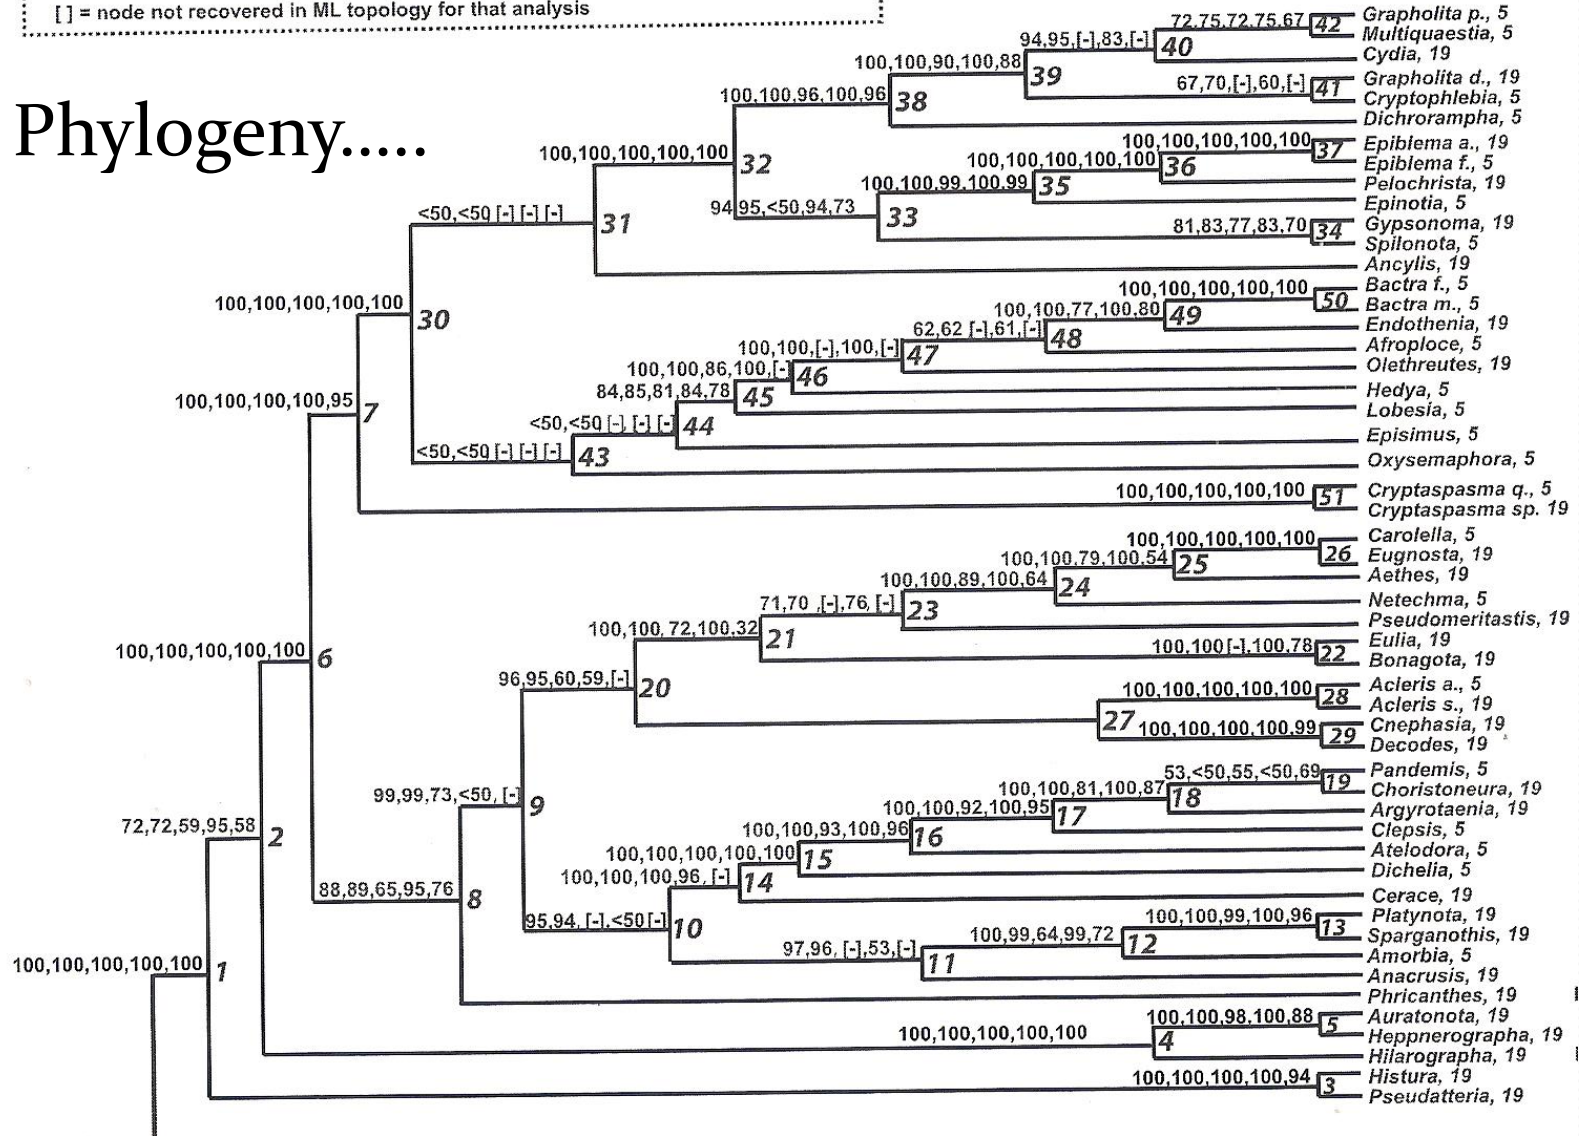 [ ] = node not recovered in ML topology for that analysis
Phylogeny.....
72,75,72,75,67
42
Grapholita p., 5
Multiquaestia, 5
94,95,[-],83,[-]
40
Cydia, 19
100,100,90,100,88
39
67,70,[-],60,[-]
41
Grapholita d., 19
Cryptophlebia, 5
100,100,96,100,96
38
Dichrorampha, 5
100,100,100,100,100
32
100,100,100,100,100
37
Epiblema a., 19
Epiblema f., 5
100,100,100,100,100
36
Pelochrista, 19
100,100,99,100,99
35
Epinotia, 5
94,95,<50,94,73
33
81,83,77,83,70
34
Gypsonoma, 19
Spilonota, 5
<50,<50 [-] [-] [-]
31
Ancylis, 19
100,100,100,100,100
30
100,100,100,100,100
50
Bactra f., 5
Bactra m., 5
100,100,77,100,80
49
Endothenia, 19
62,62 [-],61,[-]
48
Afroploce, 5
100,100,[-],100,[-]
47
Olethreutes, 19
100,100,86,100,[-]
46
Hedya, 5
84,85,81,84,78
45
Lobesia, 5
<50,<50 [-], [-] [-]
44
Episimus, 5
<50,<50 [-] [-] [-]
43
Oxysemaphora, 5
100,100,100,100,95
7
100,100,100,100,100
51
Cryptaspasma q., 5
Cryptaspasma sp. 19
100,100,100,100,100
26
Carolella, 5
Eugnosta, 19
100,100,79,100,54
25
Aethes, 19
100,100,89,100,64
24
Netechma, 5
71,70 ,[-],76, [-]
23
Pseudomeritastis, 19
100,100,72,100,32
21
100,100[-],100,78
22
Eulia, 19
Bonagota, 19
100,100,100,100,100
6
96,95,60,59,[-]
20
100,100,100,100,100
28
Acleris a., 5
Acleris s., 19
27
100,100,100,100,99
29
Cnephasia, 19
Decodes, 19
99,99,73,<50, [-]
9
53,<50,55,<50,69
19
Pandemis, 5
Choristoneura, 19
100,100,81,100,87
18
Argyrotaenia, 19
100,100,92,100,95
17
Clepsis, 5
100,100,93,100,96
16
Atelodora, 5
100,100,100,100,100
15
Dichelia, 5
100,100,100,96, [-]
14
Cerace, 19
72,72,59,95,58
2
88,89,65,95,76
8
95,94, [-],<50[-]
10
100,100,99,100,96
13
Platynota, 19
Sparganothis, 19
100,99,64,99,72
12
Amorbia, 5
97,96, [-],53,[-]
11
Anacrusis, 19
Phricanthes, 19
100,100,100,100,100
1
100,100,98,100,88
5
Auratonota, 19
Heppnerographa, 19
100,100,100,100,100
4
Hilarographa, 19
100,100,100,100,94
3
Histura, 19
Pseudatteria, 19